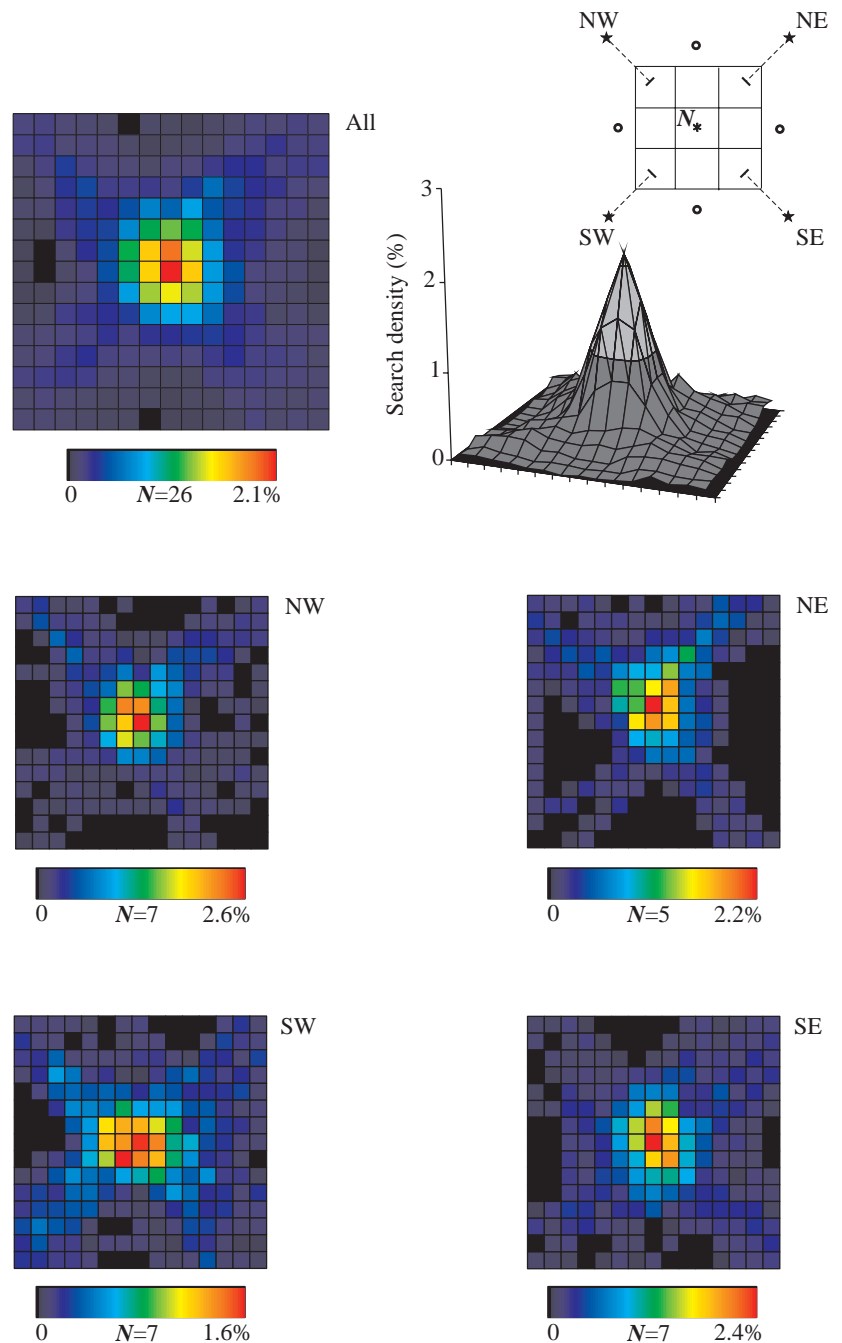 NW NE
All
N
SW SE
Search density (%)
3
2
1
0
0 N=26 2.1%
NW
0 N=7 2.6%
NE
0 N=5 2.2%
SW
0 N=7 1.6%
SE
0 N=7 2.4%